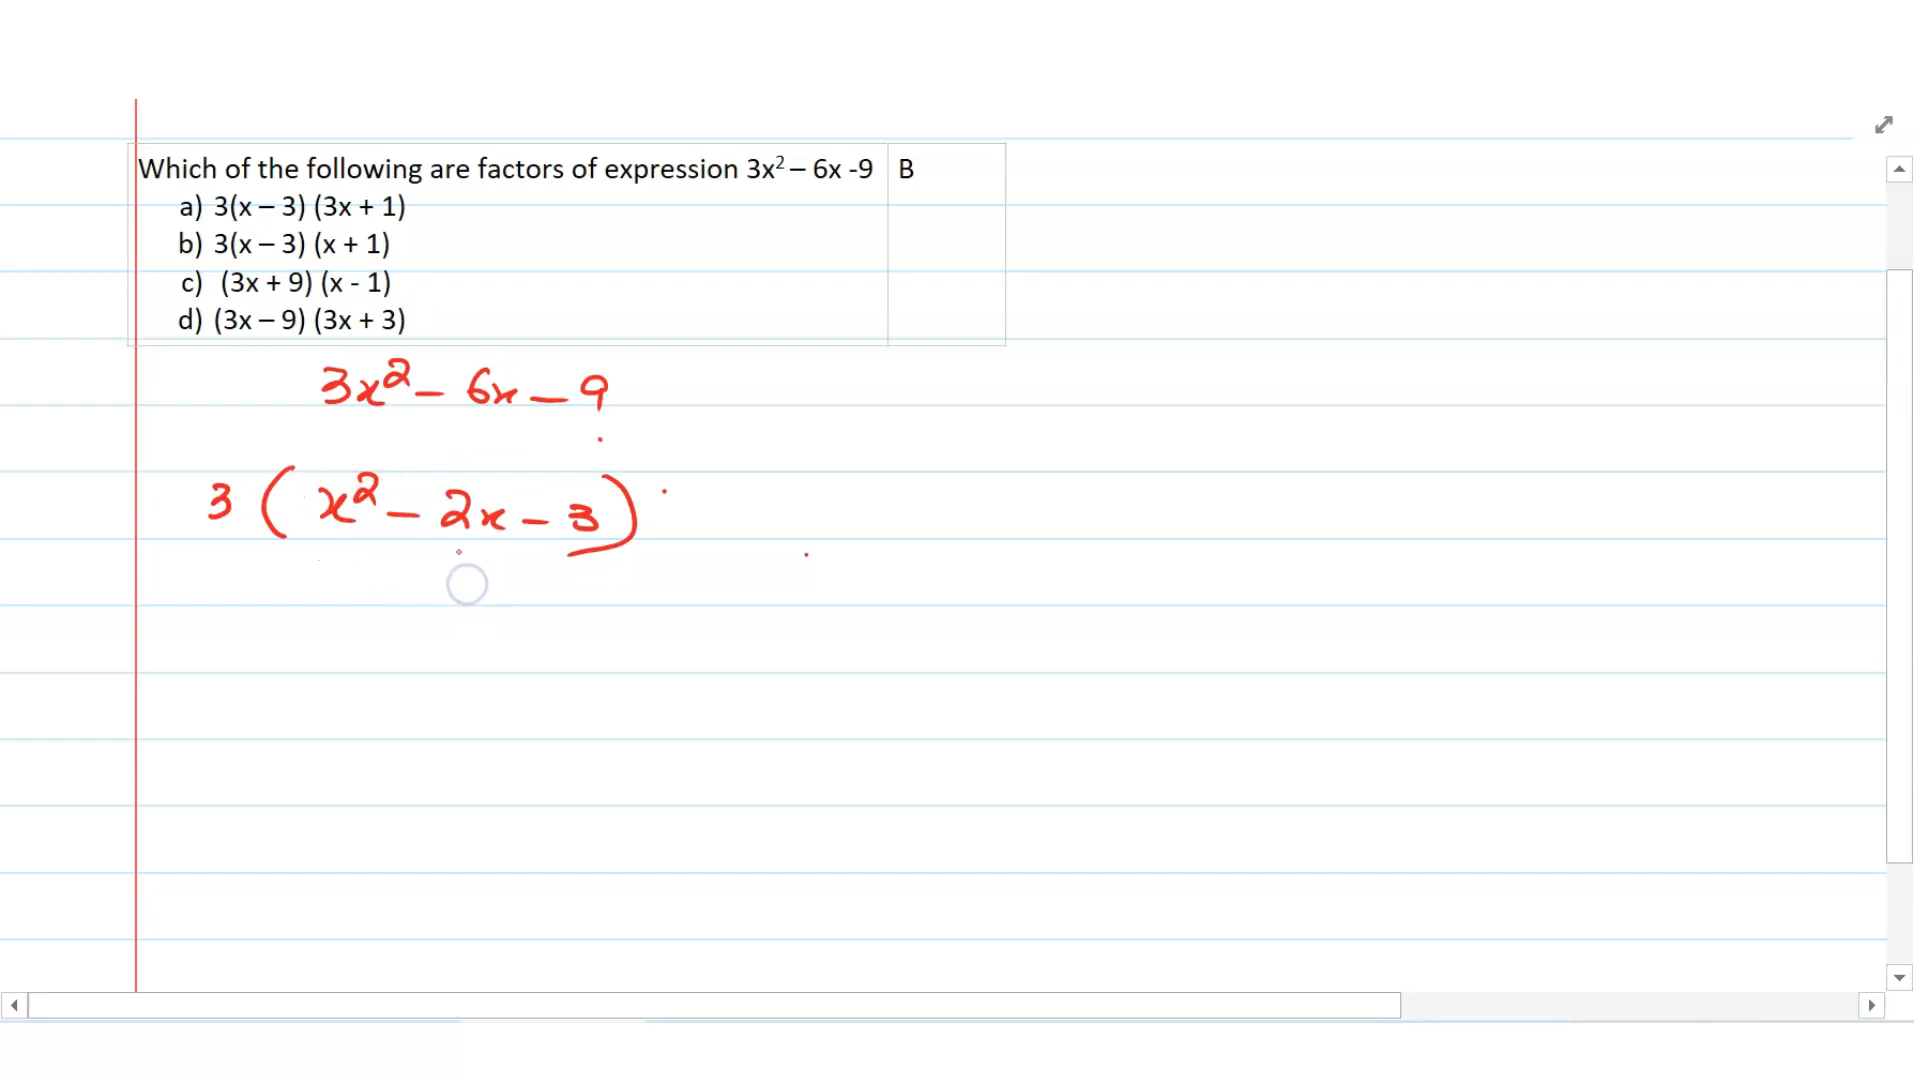 Which of the following are factors of expression 3x² – 6x -9 B
a) 3(x – 3) (3x + 1)
b) 3(x – 3) (x + 1)
c) (3x + 9) (x - 1)
d) (3x – 9) (3x + 3)
3x² – 6x – 9
3 ( x² – 2x – 3 )